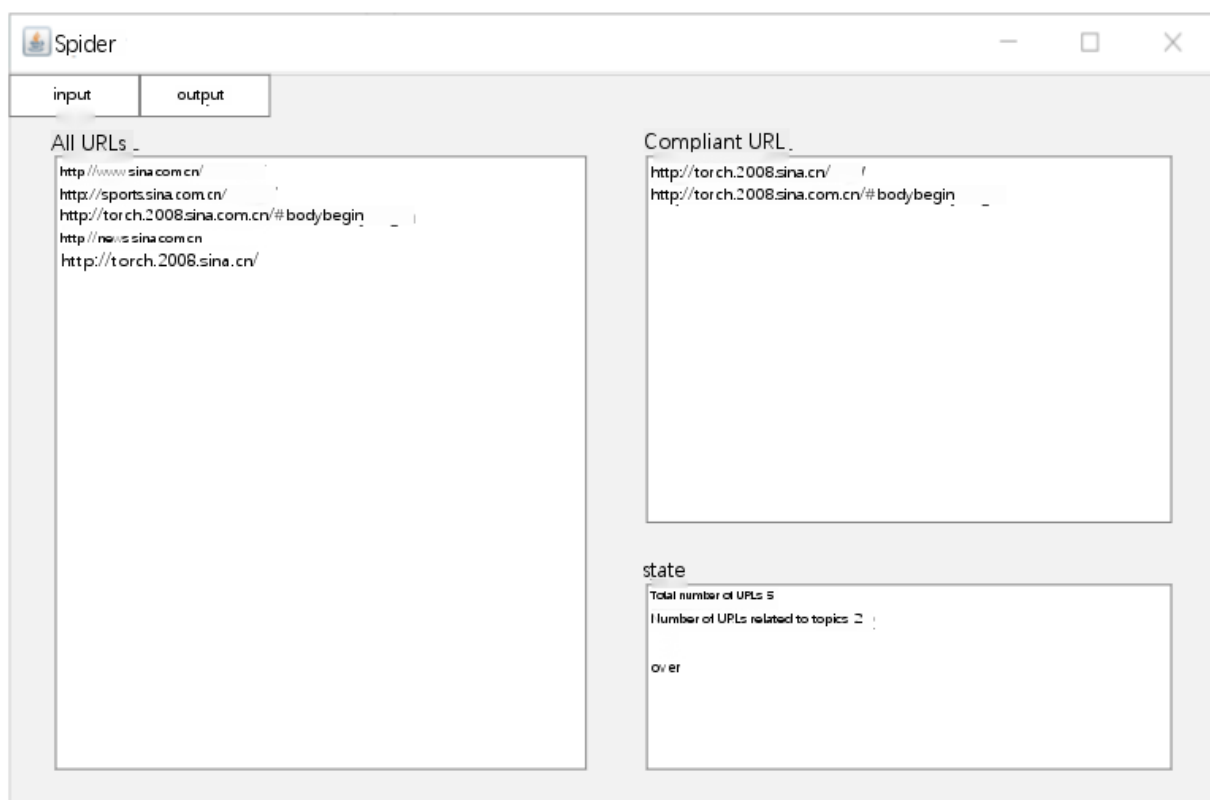 Spider
input
output
All URLs
http://www.sina.com.cn/
http://sports.sina.com.cn/
http://torch.2008.sina.com.cn/#bodybegin
http://news.sina.com.cn
http://torch.2008.sina.cn/
Compliant URL
http://torch.2008.sina.cn/
http://torch.2008.sina.com.cn/#bodybegin
state
Total number of UPLs 5
Number of UPLs related to topics 2
over